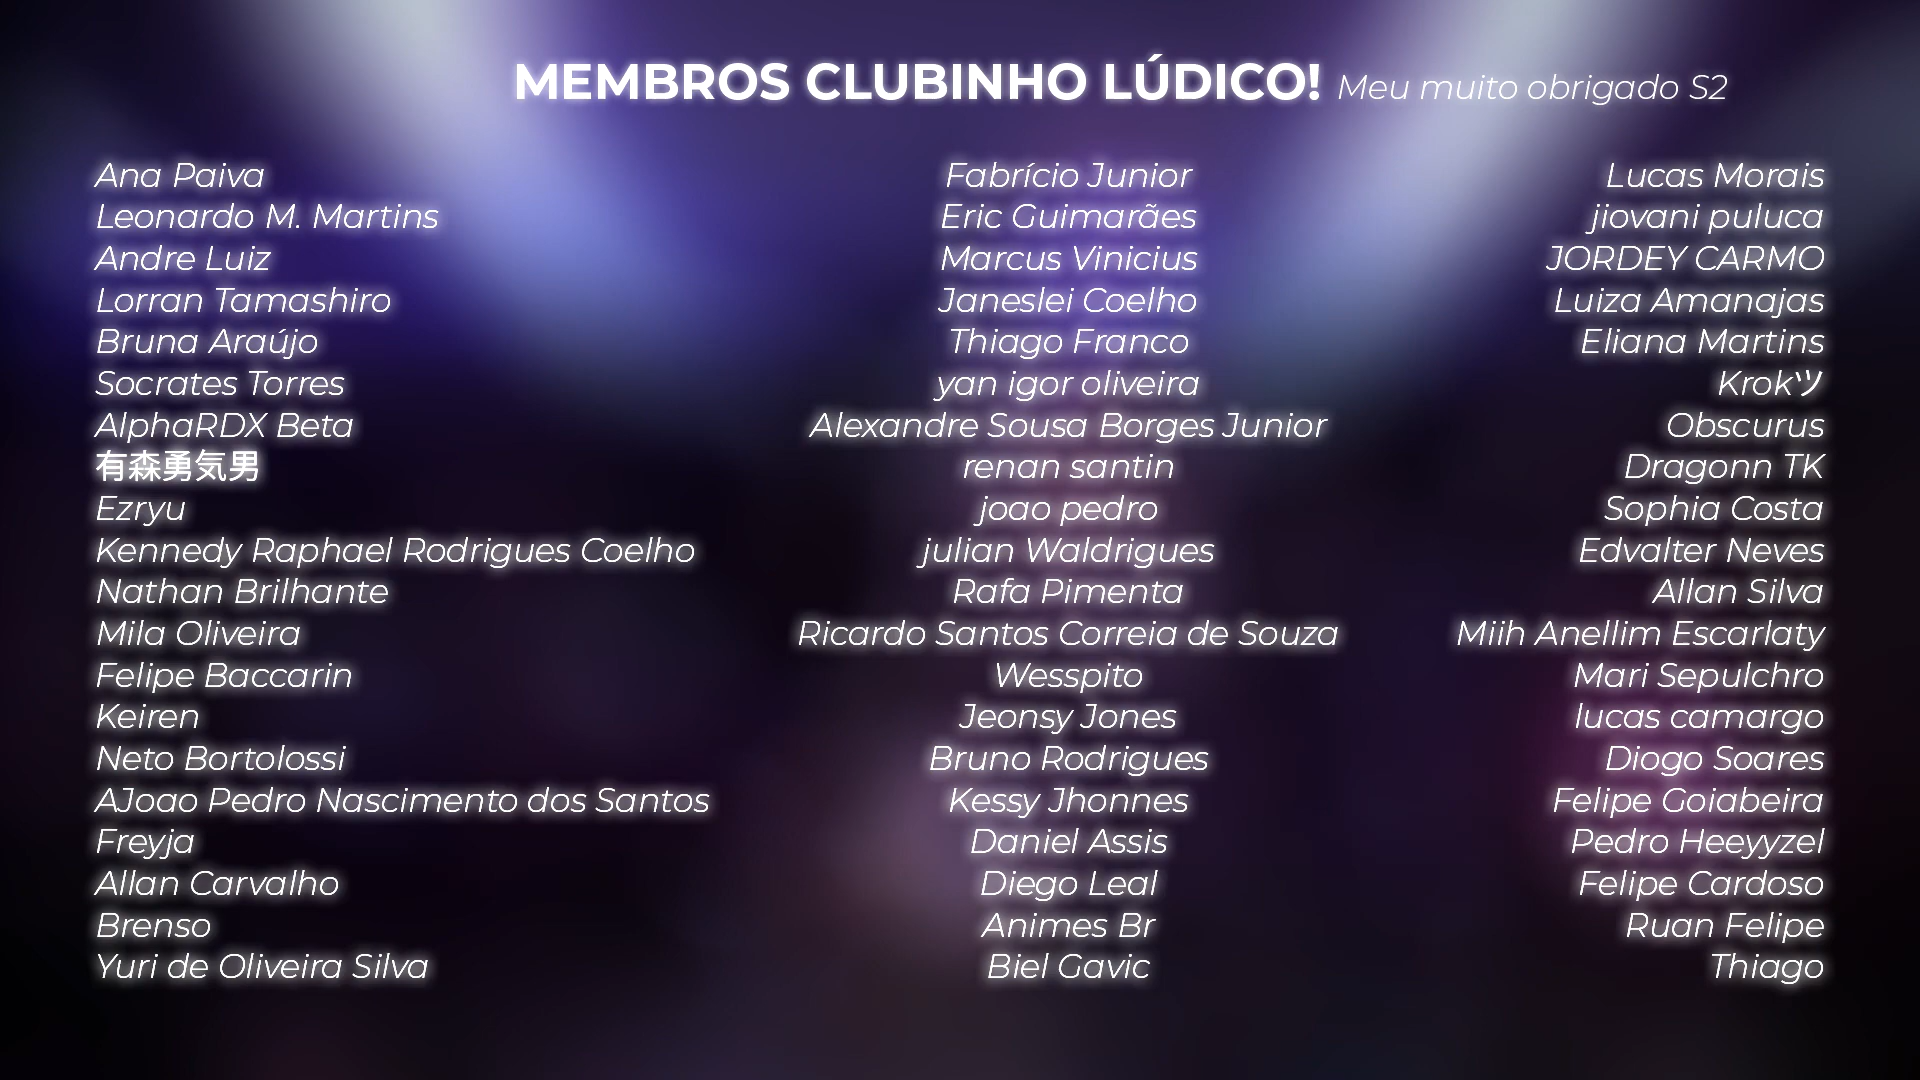 MEMBROS CLUBINHO LÚDICO! Meu muito obrigado S2
Ana Paiva
Leonardo M. Martins
Andre Luiz
Lorran Tamashiro
Bruna Araújo
Socrates Torres
AlphaRDX Beta
有森勇気男
Ezryu
Kennedy Raphael Rodrigues Coelho
Nathan Brilhante
Mila Oliveira
Felipe Baccarin
Keiren
Neto Bortolossi
AJoao Pedro Nascimento dos Santos
Freyja
Allan Carvalho
Brenso
Yuri de Oliveira Silva
Fabrício Junior
Eric Guimarães
Marcus Vinicius
Janeslei Coelho
Thiago Franco
yan igor oliveira
Alexandre Sousa Borges Junior
renan santin
joao pedro
julian Waldrigues
Rafa Pimenta
Ricardo Santos Correia de Souza
Wesspito
Jeonsy Jones
Bruno Rodrigues
Kessy Jhonnes
Daniel Assis
Diego Leal
Animes Br
Biel Gavic
Lucas Morais
jiovani puluca
JORDEY CARMO
Luiza Amanajas
Eliana Martins
Krokツ
Obscurus
Dragonn TK
Sophia Costa
Edvalter Neves
Allan Silva
Miih Anellim Escarlaty
Mari Sepulchro
lucas camargo
Diogo Soares
Felipe Goiabeira
Pedro Heeyyzel
Felipe Cardoso
Ruan Felipe
Thiago